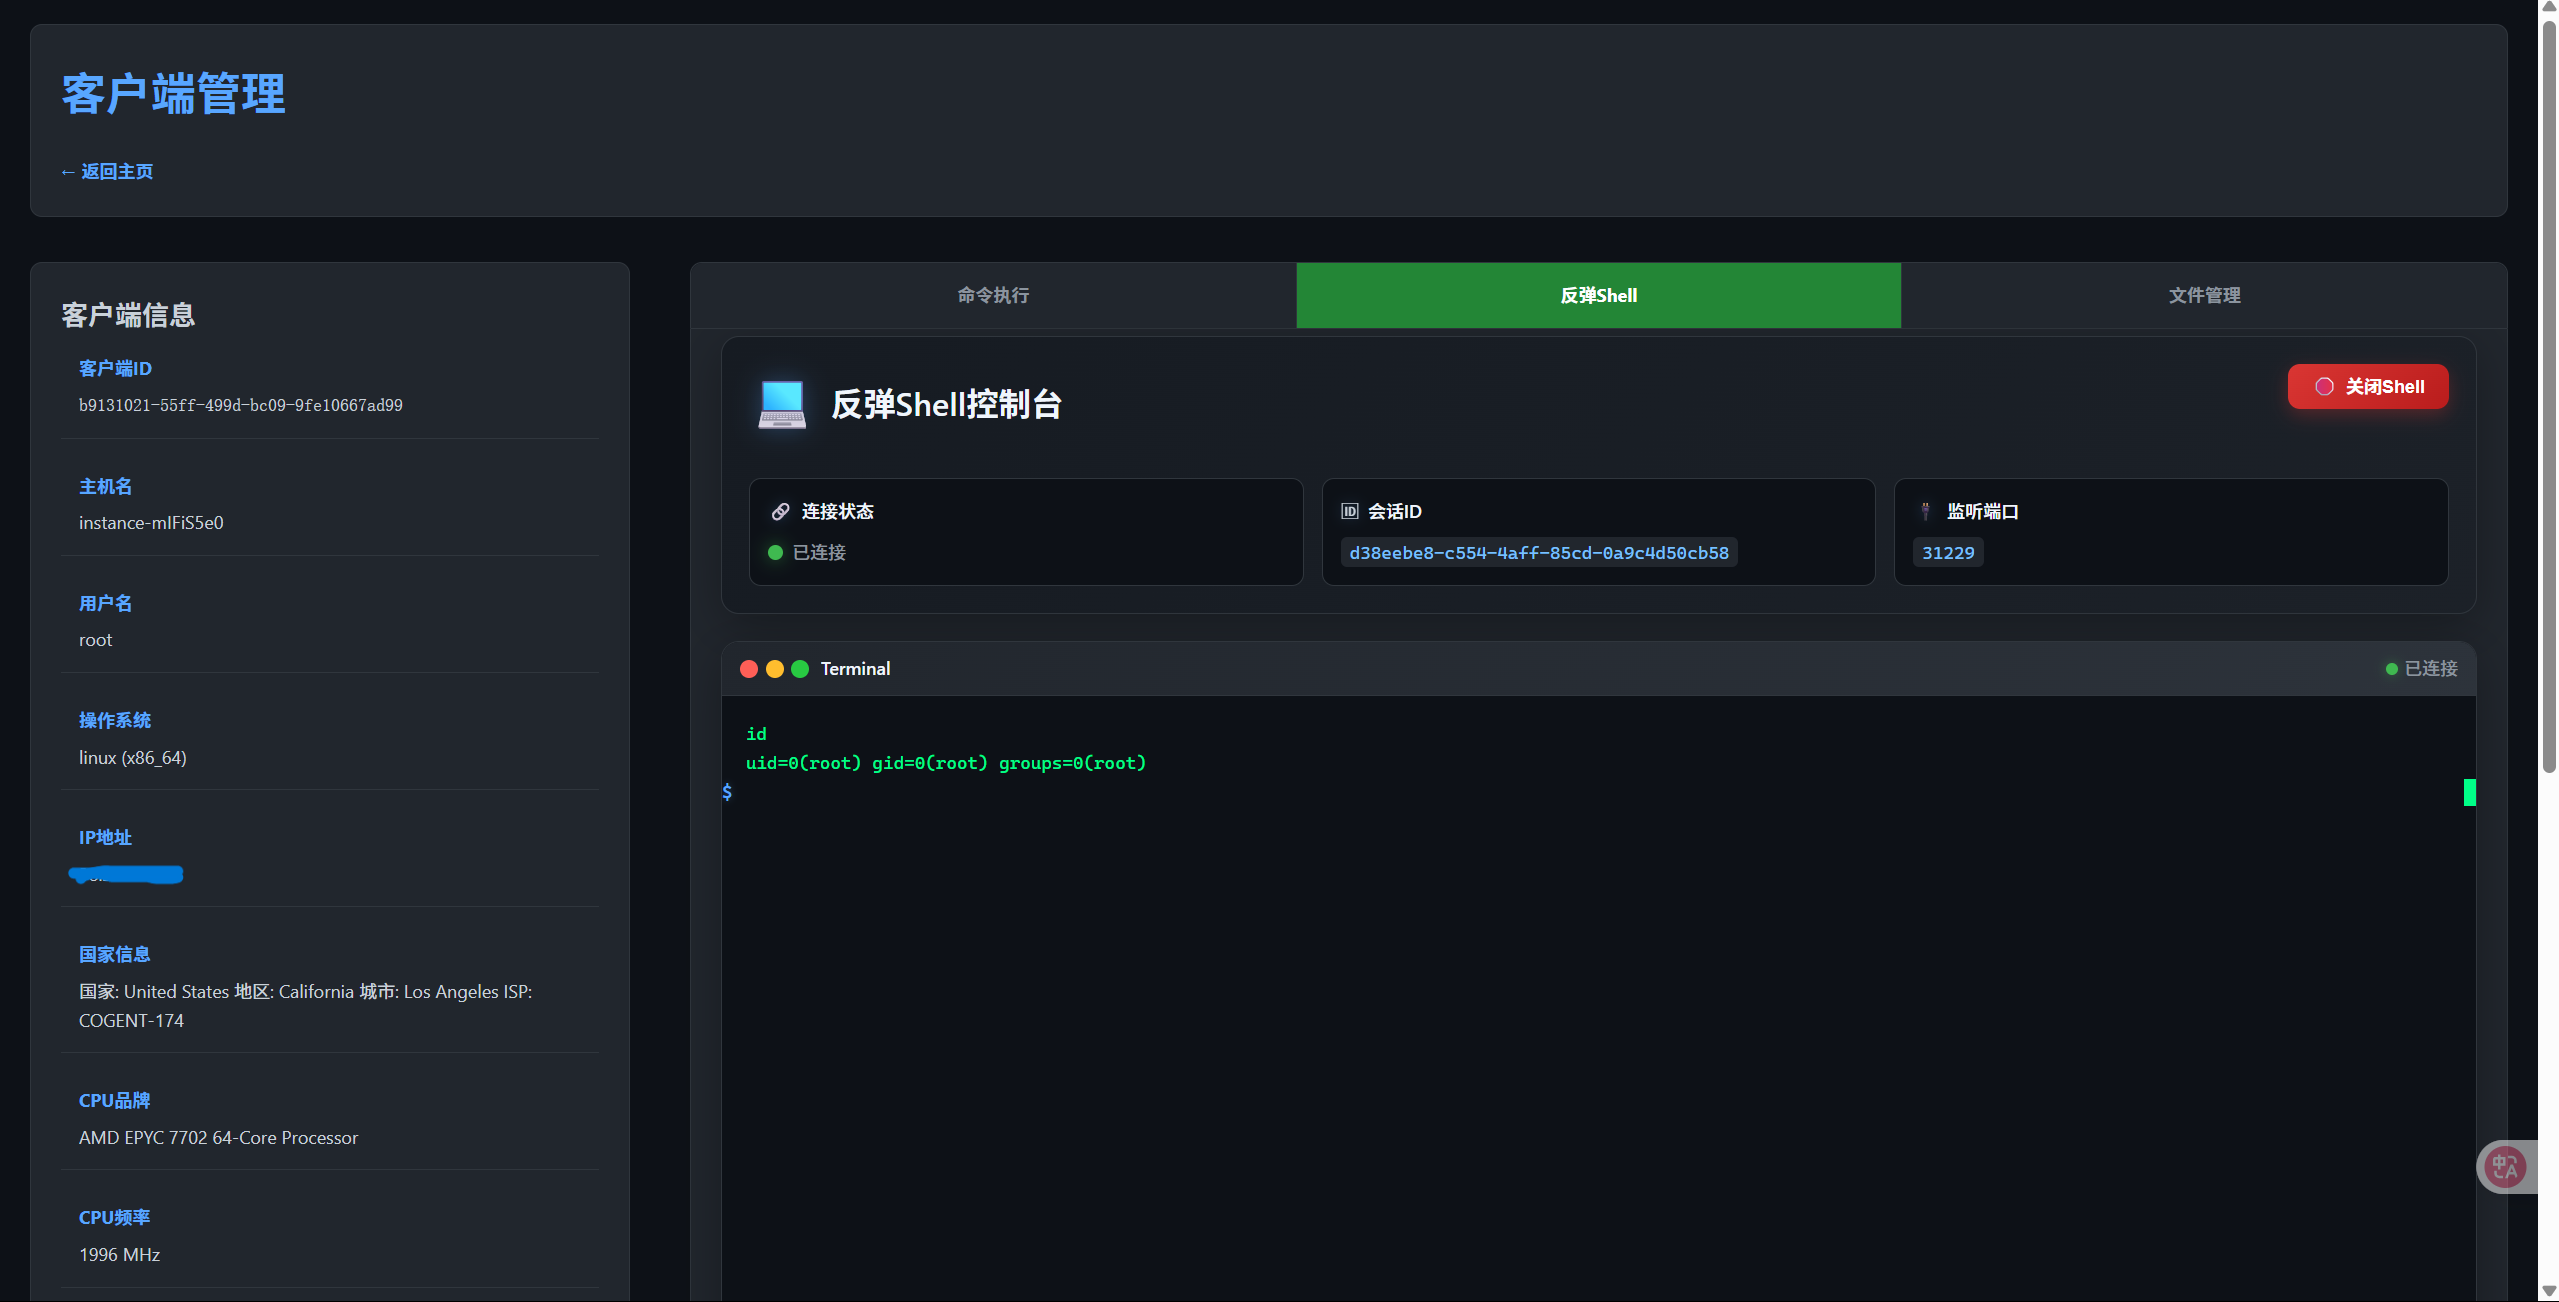 客户端管理
← 返回主页
客户端信息
客户端ID
b9131021-55ff-499d-bc09-9fe10667ad99
主机名
instance-mIFiS5e0
用户名
root
操作系统
linux (x86_64)
IP地址
国家信息
国家: United States 地区: California 城市: Los Angeles ISP:
COGENT-174
CPU品牌
AMD EPYC 7702 64-Core Processor
CPU频率
1996 MHz
命令执行
反弹Shell
文件管理
反弹Shell控制台
关闭Shell
连接状态
已连接
会话ID
d38eebe8-c554-4aff-85cd-0a9c4d50cb58
监听端口
31229
Terminal
已连接
id
uid=0(root) gid=0(root) groups=0(root)
$